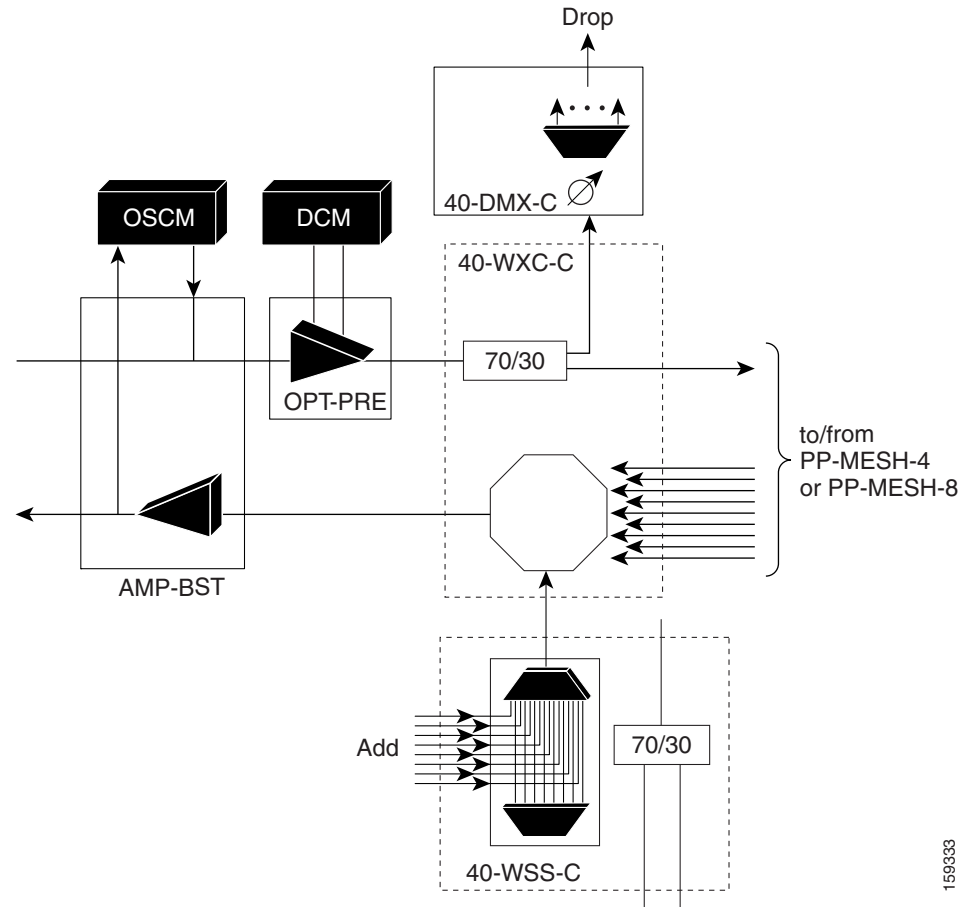 Drop
40-DMX-C
OSCM
DCM
40-WXC-C
70/30
OPT-PRE
to/from
PP-MESH-4
or PP-MESH-8
AMP-BST
Add
70/30
40-WSS-C
159333